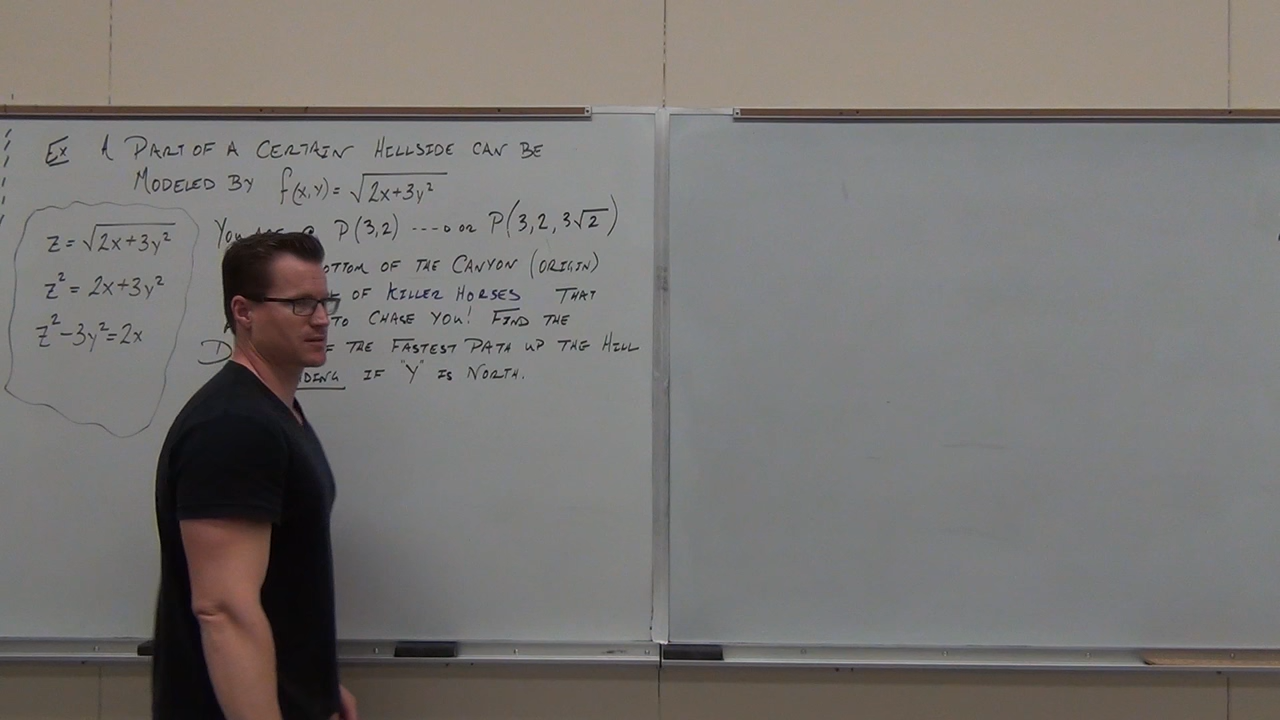 Ex A PART OF A CERTAIN HILLSIDE CAN BE
MODELED BY f(x,y) = √(2x+3y²)
YOU @ P(3,2) ----o or P(3,2,3√2)
OTTOM OF THE CANYON (ORIGIN)
OF KILLER HORSES THAT
TO CHASE YOU! FIND THE
THE FASTEST PATH UP THE HILL
DING IF "Y" IS NORTH.
z = √(2x+3y²)
z² = 2x+3y²
z²-3y²=2x